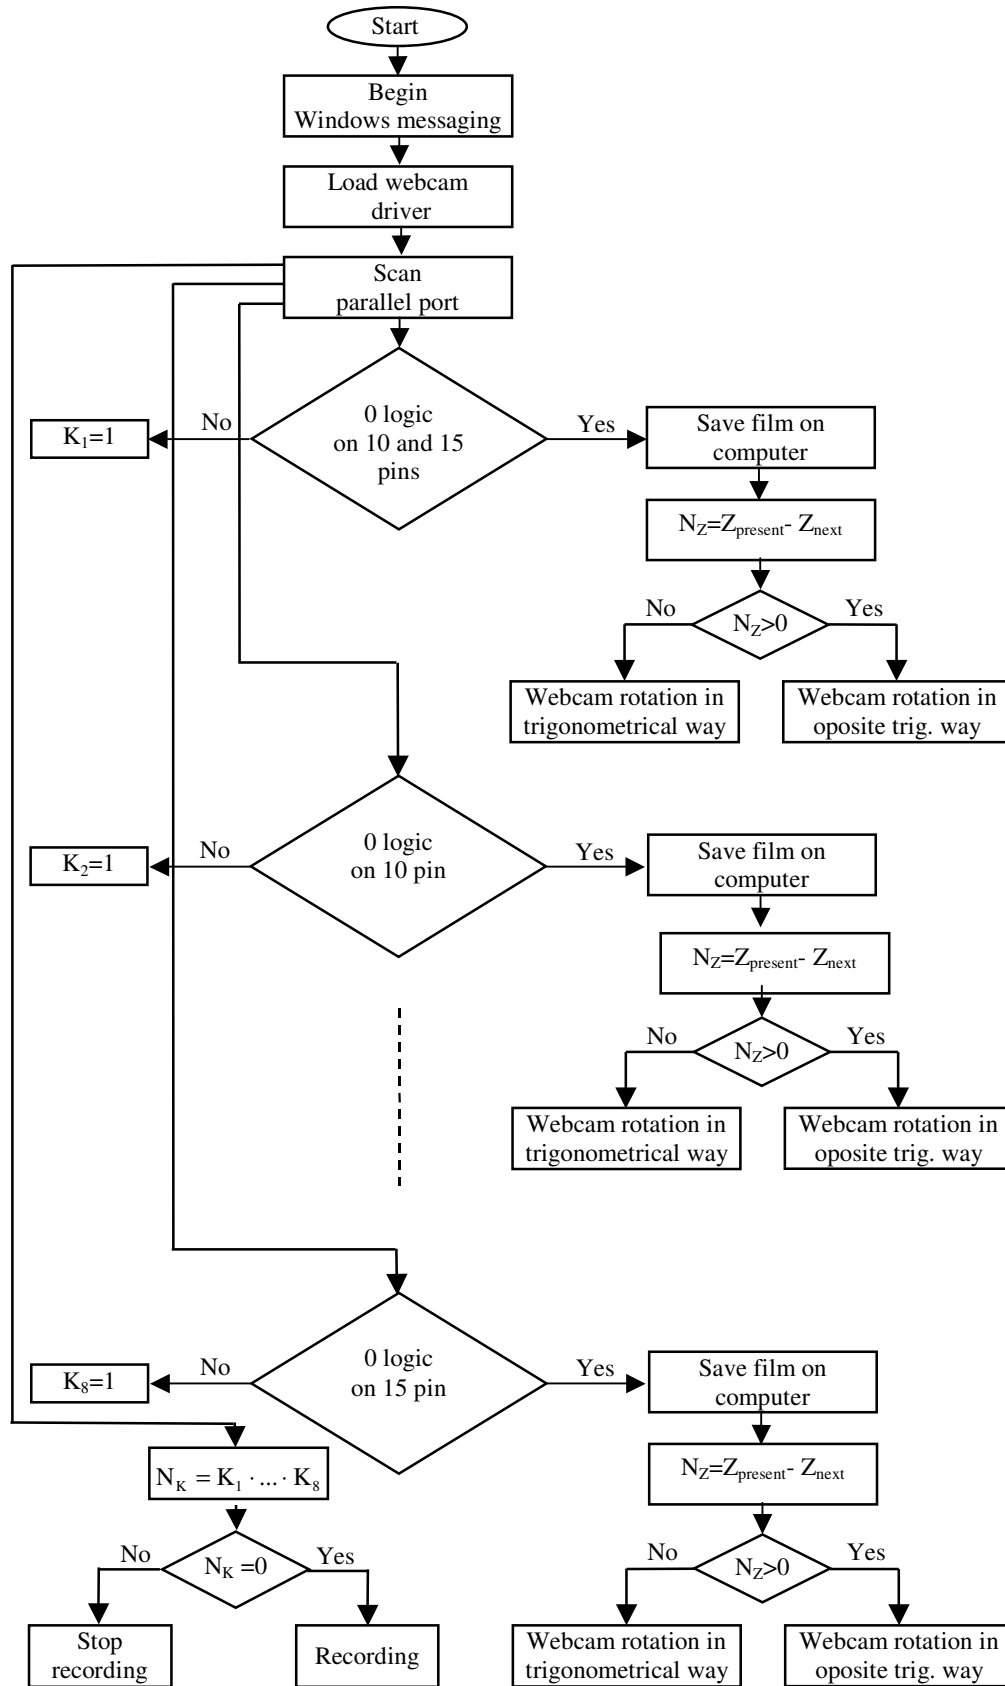 Start
Begin
Windows messaging
Load webcam
driver
Scan
parallel port
0 logic
on 10 and 15
pins
No
Yes
K₁=1
Save film on
computer
N_Z=Z_present- Z_next
No
Yes
N_Z>0
Webcam rotation in
trigonometrical way
Webcam rotation in
oposite trig. way
0 logic
on 10 pin
No
Yes
K₂=1
Save film on
computer
N_Z=Z_present- Z_next
No
Yes
N_Z>0
Webcam rotation in
trigonometrical way
Webcam rotation in
oposite trig. way
0 logic
on 15 pin
No
Yes
K₈=1
Save film on
computer
N_Z=Z_present- Z_next
No
Yes
N_Z>0
Webcam rotation in
trigonometrical way
Webcam rotation in
oposite trig. way
N_K = K₁ · ... · K₈
No
Yes
N_K =0
Stop
recording
Recording